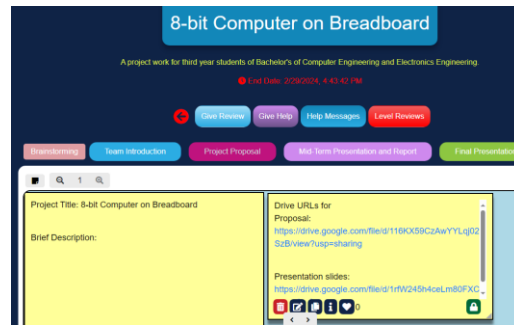 8-bit Computer on Breadboard
A project work for third year students of Bachelor's of Computer Engineering and Electronics Engineering.
End Date: 2/29/2024, 4:43:42 PM
Give Review
Give Help
Help Messages
Level Reviews
Brainstorming
Team Introduction
Project Proposal
Mid-Term Presentation and Report
Final Presentation
1
Project Title: 8-bit Computer on Breadboard
Brief Description:
Drive URLs for
Proposal:
https://drive.google.com/file/d/116KX59CzAwYYLqj02
SzB/view?usp=sharing
Presentation slides:
https://drive.google.com/file/d/1rfW245h4ceLm80FXC
0